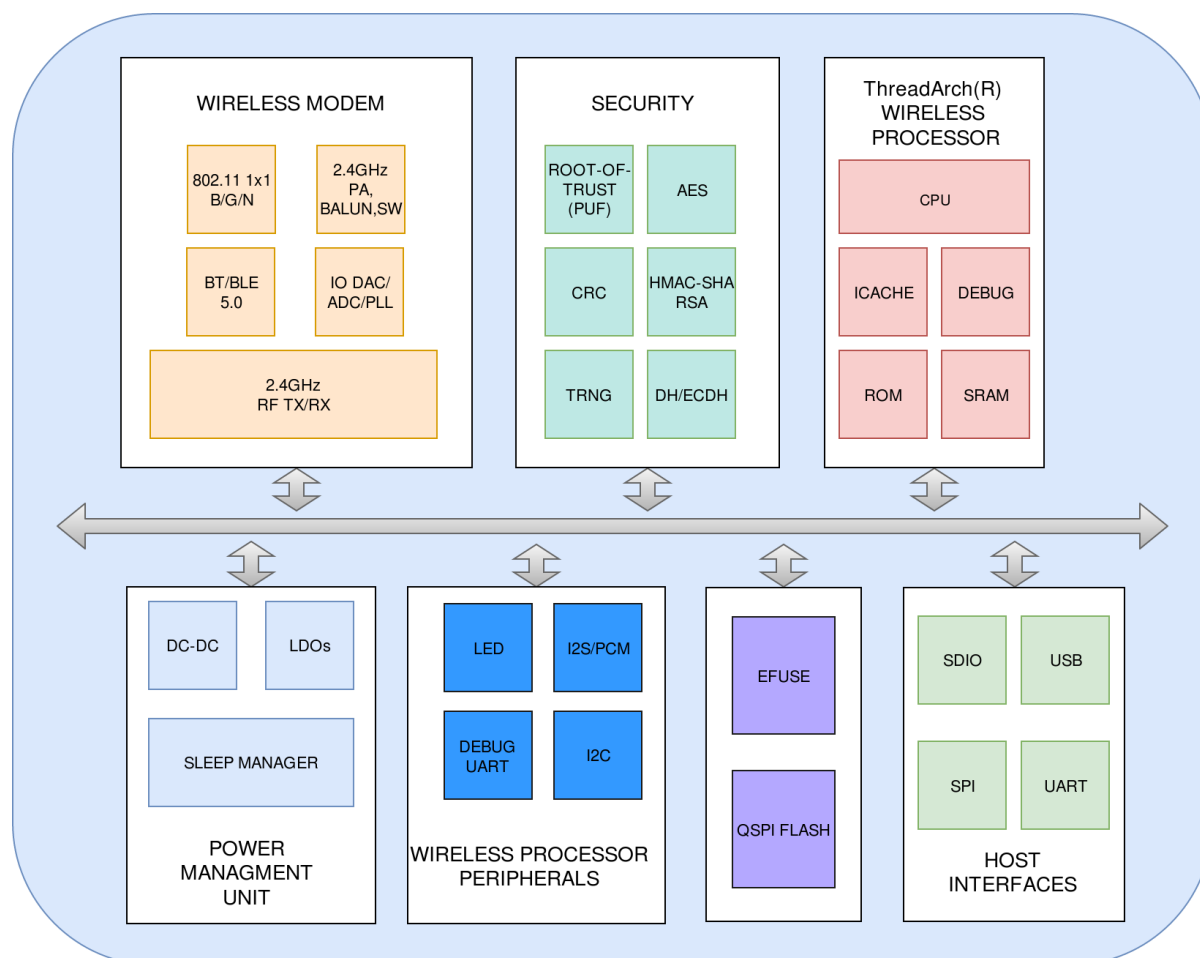 WIRELESS MODEM
802.11 1x1
B/G/N
2.4GHz
PA,
BALUN,SW
BT/BLE
5.0
IO DAC/
ADC/PLL
2.4GHz
RF TX/RX
SECURITY
ROOT-OF-
TRUST
(PUF)
AES
CRC
HMAC-SHA
RSA
TRNG
DH/ECDH
ThreadArch(R)
WIRELESS
PROCESSOR
CPU
ICACHE
DEBUG
ROM
SRAM
DC-DC
LDOs
SLEEP MANAGER
POWER
MANAGMENT
UNIT
LED
I2S/PCM
DEBUG
UART
I2C
WIRELESS PROCESSOR
PERIPHERALS
EFUSE
QSPI FLASH
SDIO
USB
SPI
UART
HOST
INTERFACES